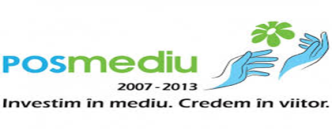 POSmediu
2007-2013
Investim în mediu. Credem în viitor.